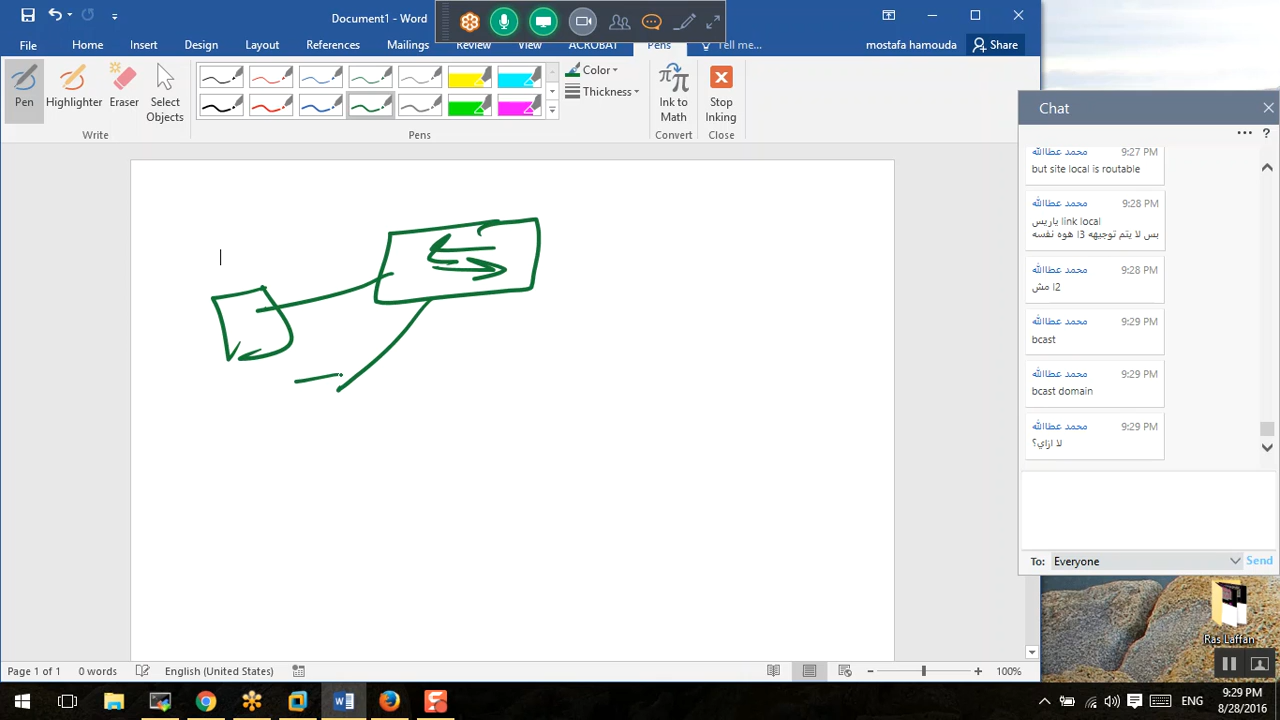 Document1 - Word
File
Home
Insert
Design
Layout
References
Mailings
Review
View
ACROBAT
Pens
Tell me...
mostafa hamouda
Share
Pen
Highlighter
Eraser
Select Objects
Write
Pens
Color
Thickness
Ink to Math
Convert
Stop Inking
Close
Chat
محمد عطاالله 9:27 PM
but site local is routable
محمد عطاالله 9:28 PM
ياريس link local
بس لا يتم توجيهه l3 هوه نفسه
محمد عطاالله 9:28 PM
مش l2
محمد عطاالله 9:29 PM
bcast
محمد عطاالله 9:29 PM
bcast domain
محمد عطاالله 9:29 PM
لا ازاي؟
To: Everyone
Send
Ras Laffan
Page 1 of 1
0 words
English (United States)
100%
ENG
9:29 PM
8/28/2016